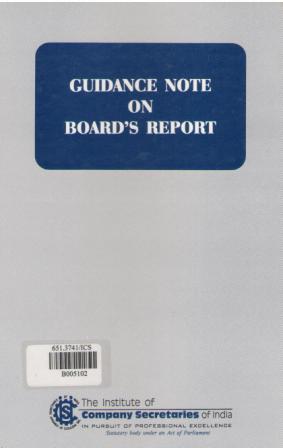 GUIDANCE NOTE
ON
BOARD'S REPORT
651.3741/ICS
B005102
The Institute of
Company Secretaries of India
IN PURSUIT OF PROFESSIONAL EXCELLENCE
Statutory body under an Act of Parliament